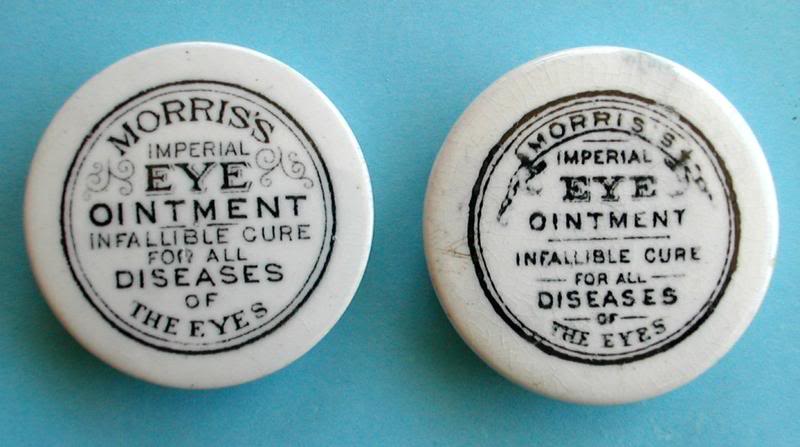 MORRIS'S
IMPERIAL
EYE
OINTMENT
INFALLIBLE CURE
FOR ALL
DISEASES
OF
THE EYES
MORRIS'S
IMPERIAL
EYE
OINTMENT
INFALLIBLE CURE
FOR ALL
DISEASES
OF
THE EYES